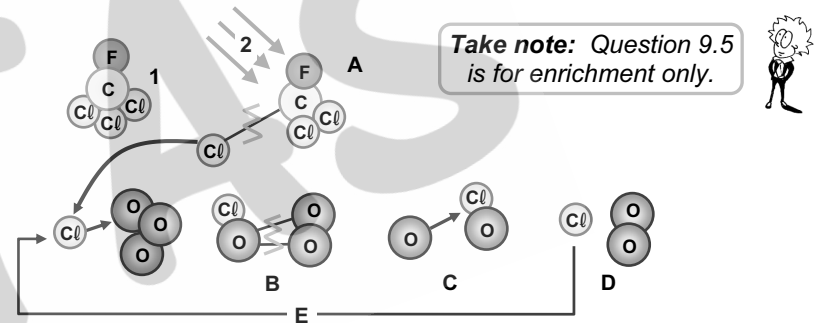 Take note: Question 9.5
is for enrichment only.
F
1
C
Cℓ
Cℓ
Cℓ
2
A
F
C
Cℓ
Cℓ
Cℓ
Cℓ
O
O
O
Cℓ
O
O
O
B
O
Cℓ
O
C
Cℓ
O
O
D
E